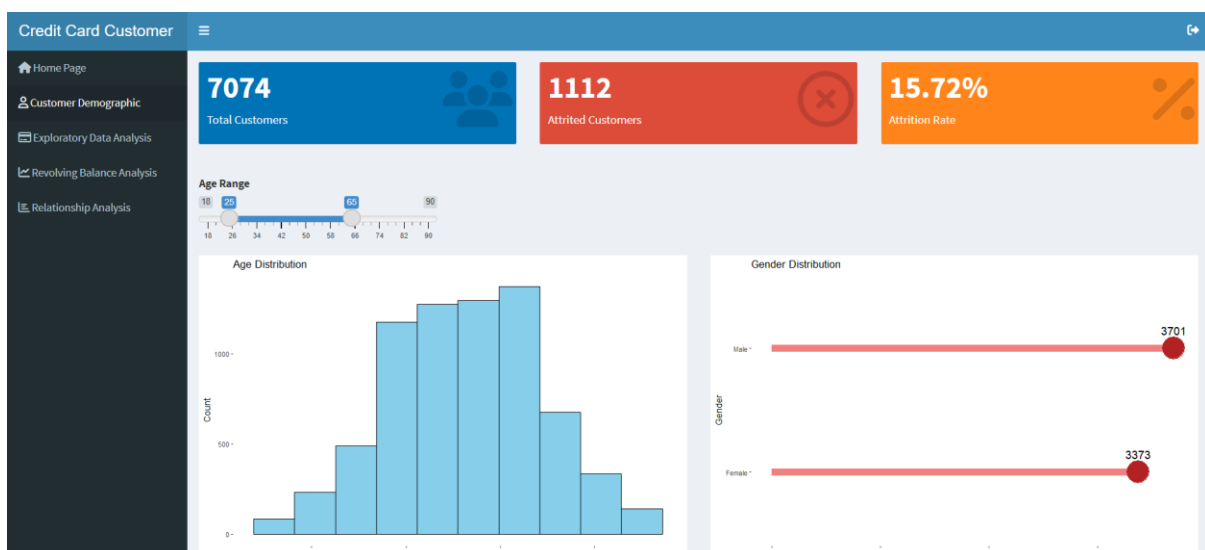 Credit Card Customer
Home Page
Customer Demographic
Exploratory Data Analysis
Revolving Balance Analysis
Relationship Analysis
7074
Total Customers
1112
Attrited Customers
15.72%
Attrition Rate
Age Range
18 25 65 90
18 26 34 42 50 58 66 74 82 90
Age Distribution
1000
500
0
Count
Gender Distribution
3701
Male
Gender
3373
Female